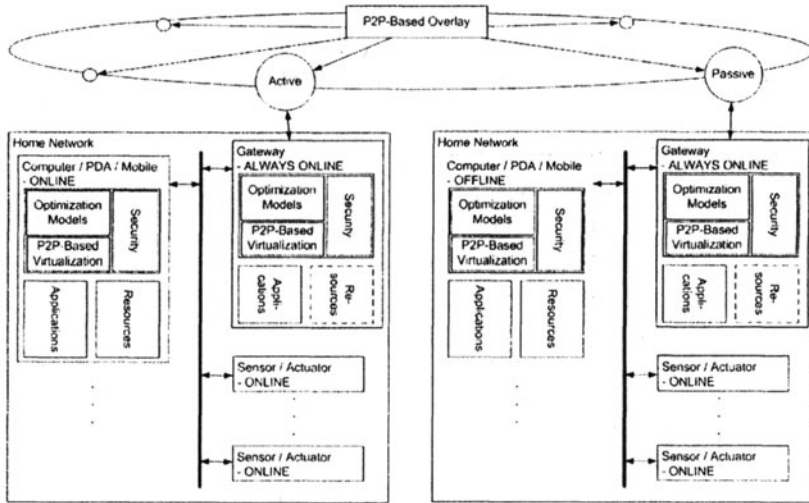 P2P-Based Overlay
Active
Passive
Home Network
Computer / PDA / Mobile
- ONLINE
Optimization
Models
P2P-Based
Virtualization
Security
Applications
Resources
Gateway
- ALWAYS ONLINE
Optimization
Models
P2P-Based
Virtualization
Security
Appli-
cations
Re-
sources
Sensor / Actuator
- ONLINE
Sensor / Actuator
- ONLINE
Home Network
Computer / PDA / Mobile
- OFFLINE
Optimization
Models
P2P-Based
Virtualization
Security
Applications
Resources
Gateway
- ALWAYS ONLINE
Optimization
Models
P2P-Based
Virtualization
Security
Appli-
cations
Re-
sources
Sensor / Actuator
- ONLINE
Sensor / Actuator
- ONLINE